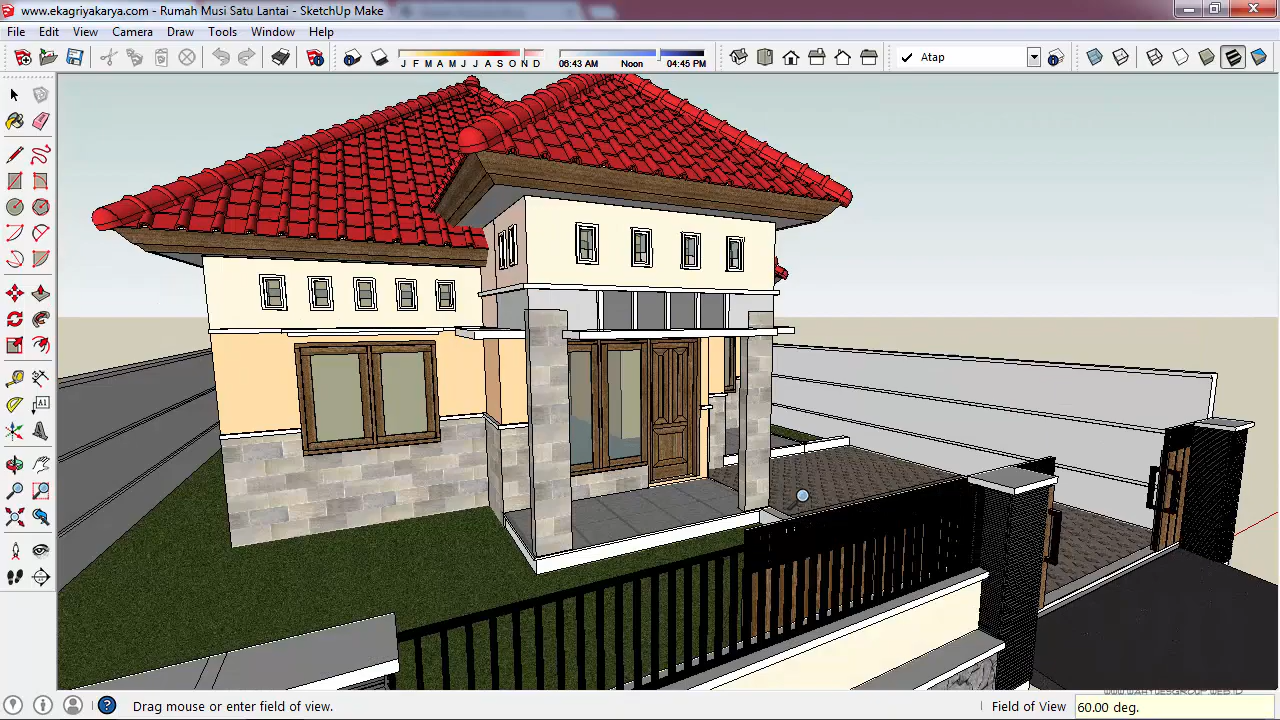 www.ekagriyakarya.com - Rumah Musi Satu Lantai - SketchUp Make
File Edit View Camera Draw Tools Window Help
J F M A M J J A S O N D
06:43 AM Noon 04:45 PM
Atap
A1
Drag mouse or enter field of view.
Field of View 60.00 deg.